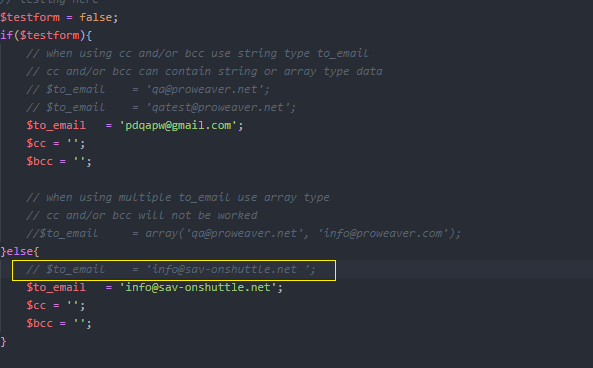 // testing here
$testform = false;
if($testform){
// when using cc and/or bcc use string type to_email
// cc and/or bcc can contain string or array type data
// $to_email = 'qa@proweaver.net';
// $to_email = 'qatest@proweaver.net';
$to_email = 'pdqapw@gmail.com';
$cc = '';
$bcc = '';
// when using multiple to_email use array type
// cc and/or bcc will not be worked
//$to_email = array('qa@proweaver.net', 'info@proweaver.com');
}else{
// $to_email = 'info@sav-onshuttle.net ';
$to_email = 'info@sav-onshuttle.net';
$cc = '';
$bcc = '';
}